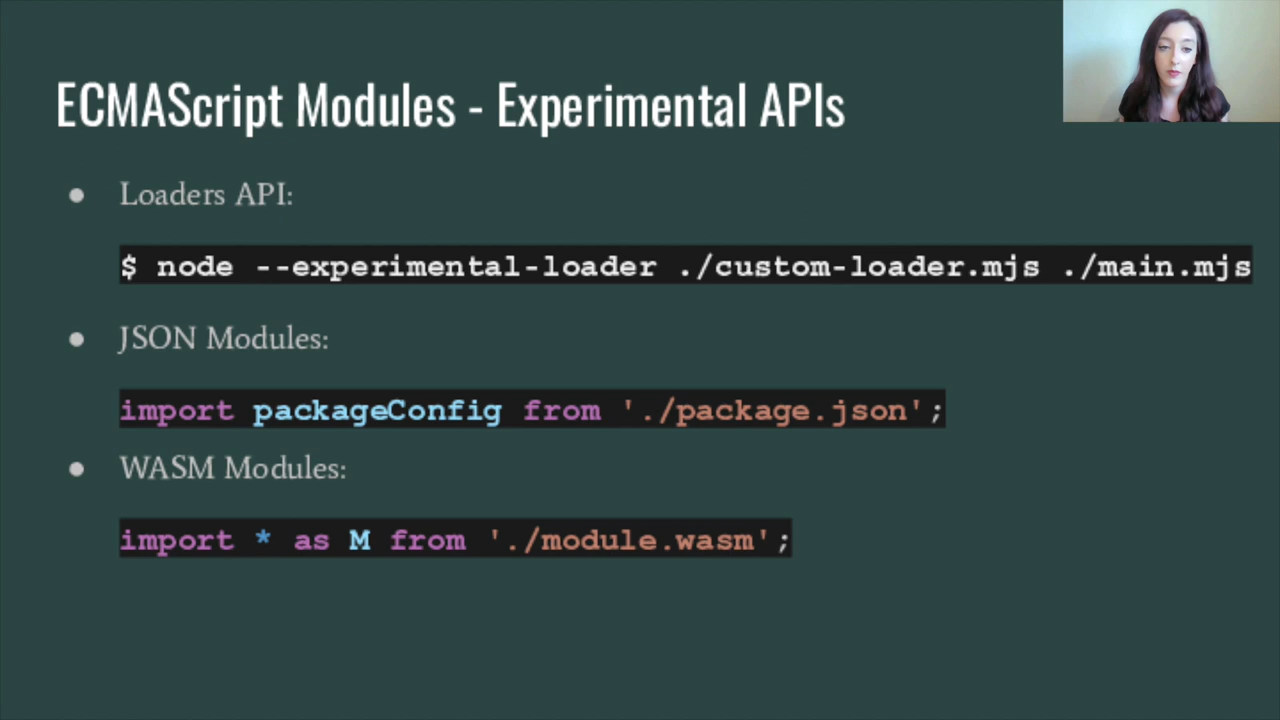 ECMAScript Modules - Experimental APIs
● Loaders API:
$ node --experimental-loader ./custom-loader.mjs ./main.mjs
● JSON Modules:
import packageConfig from './package.json';
● WASM Modules:
import * as M from './module.wasm';